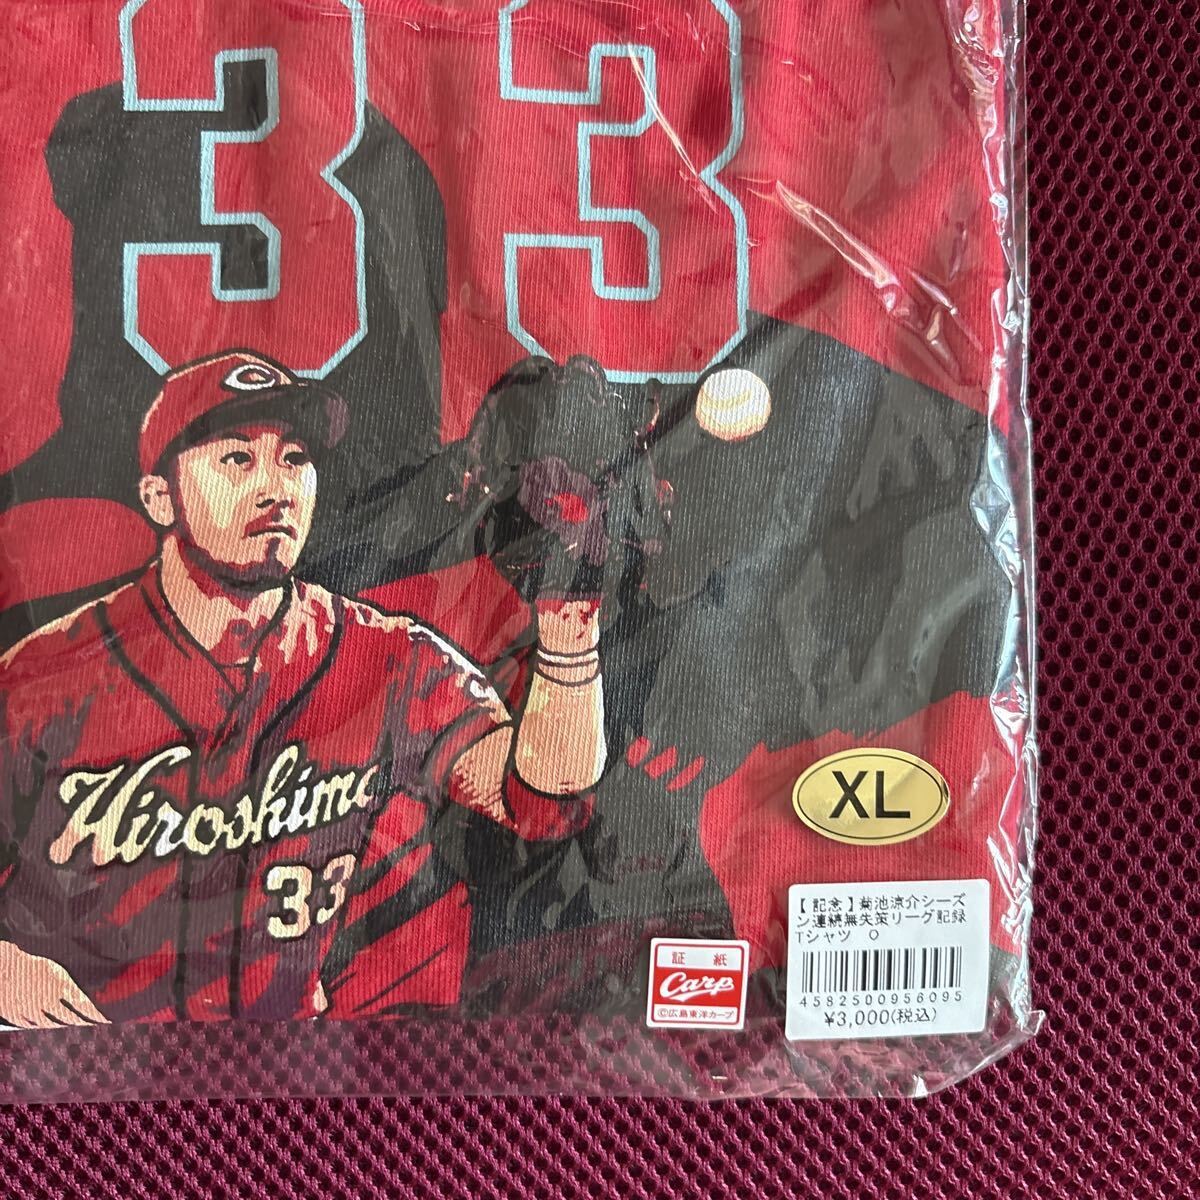 33
C
Hiroshima
33
XL
【記念】菊池涼介シーズ
ン連続無失策リーグ記録
Tシャツ　O
4582500956095
¥3,000(税込)
証 紙
Carp
©広島東洋カープ